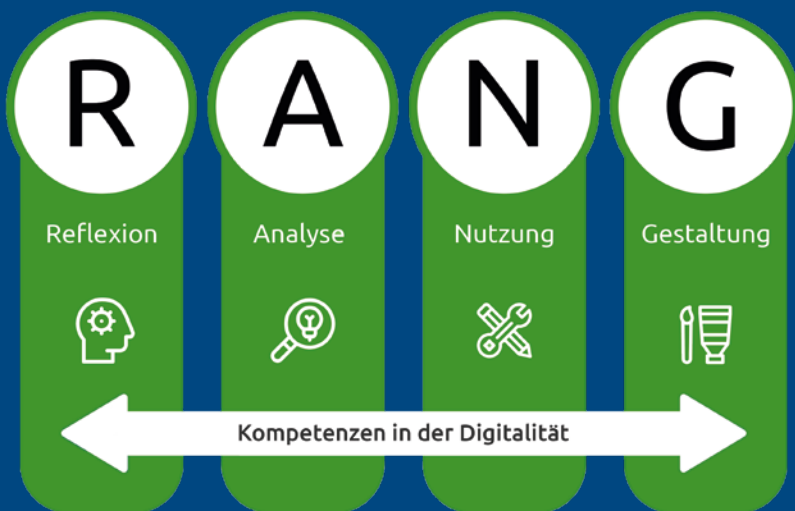 R A N G
Reflexion Analyse Nutzung Gestaltung
Kompetenzen in der Digitalität